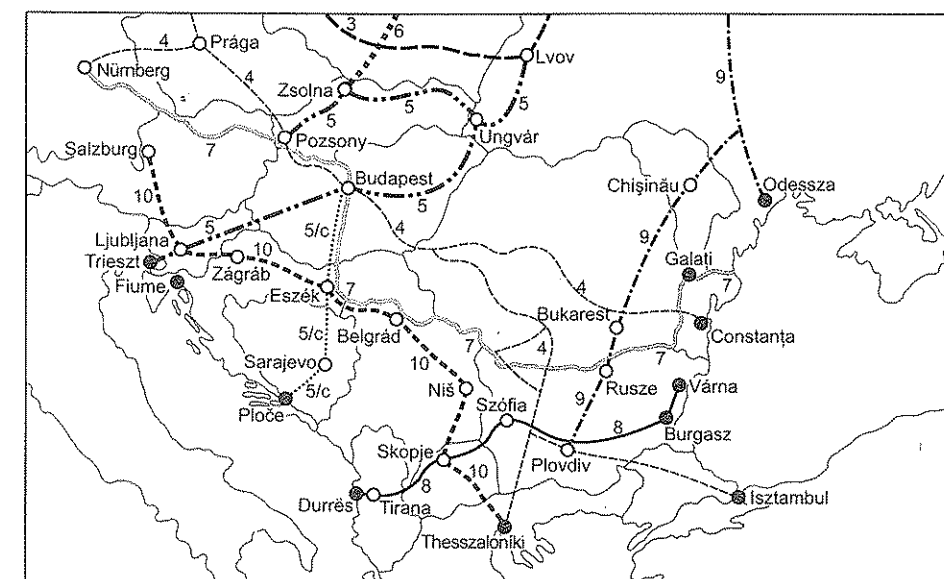 3
6
4
Prága
Lvov
9
Nürnberg
4
Zsolna
5
5
5
Ungvár
7
Pozsony
Salzburg
Budapest
Chişinău
Odessza
10
5
5
4
5/c
9
Ljubljana
10
Galati
Trieszt
Zágráb
7
Fiume
Eszék
7
4
Bukarest
Belgrád
Constanţa
5/c
7
4
7
Sarajevo
10
Rusze
Várna
5/c
Niš
Szófia
9
Ploče
8
Burgasz
Skopje
Plovdiv
10
8
Durrës
Tirana
Isztambul
Thesszaloníki